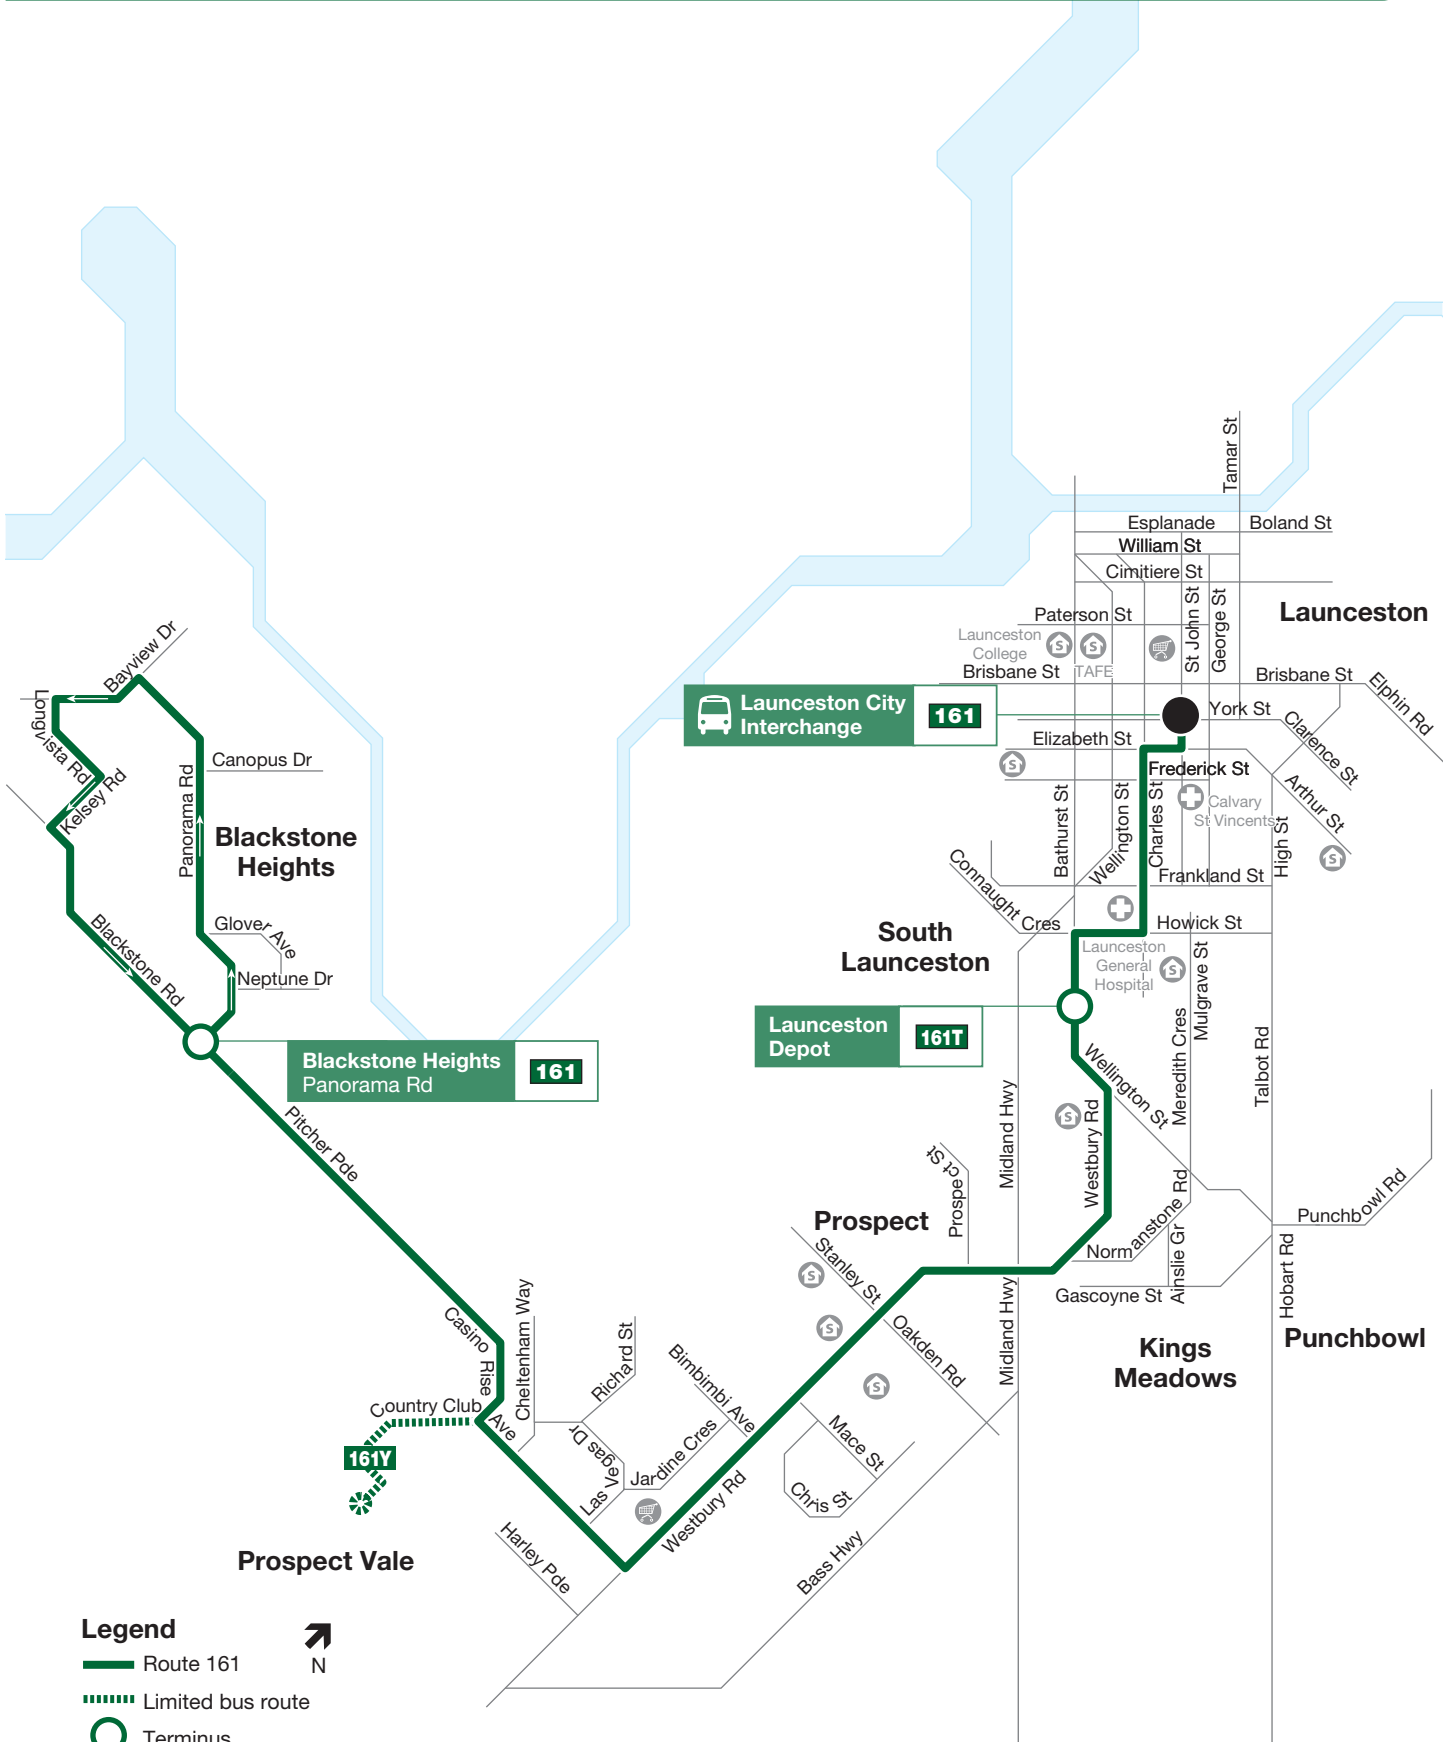 Tamar St
Esplanade
Boland St
William St
Cimitiere St
St John St
George St
Paterson St
Launceston
Launceston
College
S
S
TAFE
Brisbane St
Brisbane St
Elphin Rd
Bayview Dr
Longvista Rd
Kelsey Rd
Launceston City
Interchange
161
York St
Clarence St
Elizabeth St
S
Frederick St
Canopus Dr
Panorama Rd
Blackstone
Heights
Bathurst St
Wellington St
Charles St
Calvary
St Vincents
High St
Arthur St
S
Frankland St
Connaught Cres
Howick St
Glover Ave
Blackstone Rd
Neptune Dr
South
Launceston
Launceston
General
Hospital
S
Mulgrave St
Launceston
Depot
161T
Blackstone Heights
Panorama Rd
161
Wellington St
Meredith Cres
Talbot Rd
Midland Hwy
S
Westbury Rd
Pitcher Pde
Prospect St
Prospect
Normanstone Rd
Punchbowl Rd
Stanley St
S
Ainslie Gr
Gascoyne St
Hobart Rd
Midland Hwy
Casino Rise
Cheltenham Way
Richard St
Bimbimbi Ave
S
Oakden Rd
Kings
Meadows
Punchbowl
S
Country Club Ave
161Y
Las Vegas Dr
Jardine Cres
Mace St
Chris St
Westbury Rd
Bass Hwy
Harley Pde
Prospect Vale
Legend
N
Route 161
Limited bus route
Terminus